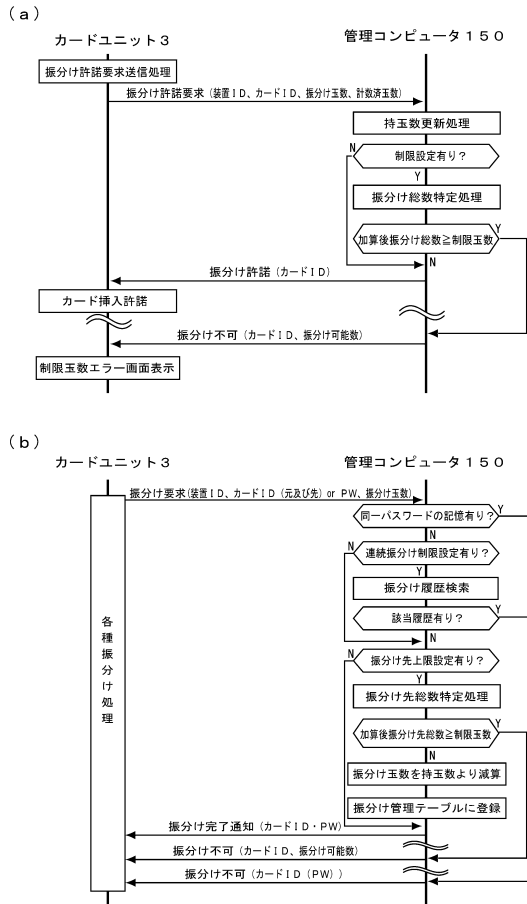 (a)
カードユニット3
管理コンピュータ150
振分け許諾要求送信処理
振分け許諾要求(装置ID、カードID、振分け玉数、計数済玉数)
持玉数更新処理
N
制限設定有り?
Y
振分け総数特定処理
加算後振分け総数≧制限玉数
Y
N
振分け許諾(カードID)
カード挿入許諾
振分け不可(カードID、振分け可能数)
制限玉数エラー画面表示
(b)
カードユニット3
管理コンピュータ150
振分け要求(装置ID、カードID(元及び先)or PW、振分け玉数)
同一パスワードの記憶有り?
Y
N
N
連続振分け制限設定有り?
Y
振分け履歴検索
該当履歴有り?
Y
N
各種振分け処理
N
振分け先上限設定有り?
Y
振分け先総数特定処理
加算後振分け先総数≧制限玉数
Y
N
振分け玉数を持玉数より減算
振分け管理テーブルに登録
振分け完了通知(カードID・PW)
振分け不可(カードID、振分け可能数)
振分け不可(カードID(PW))